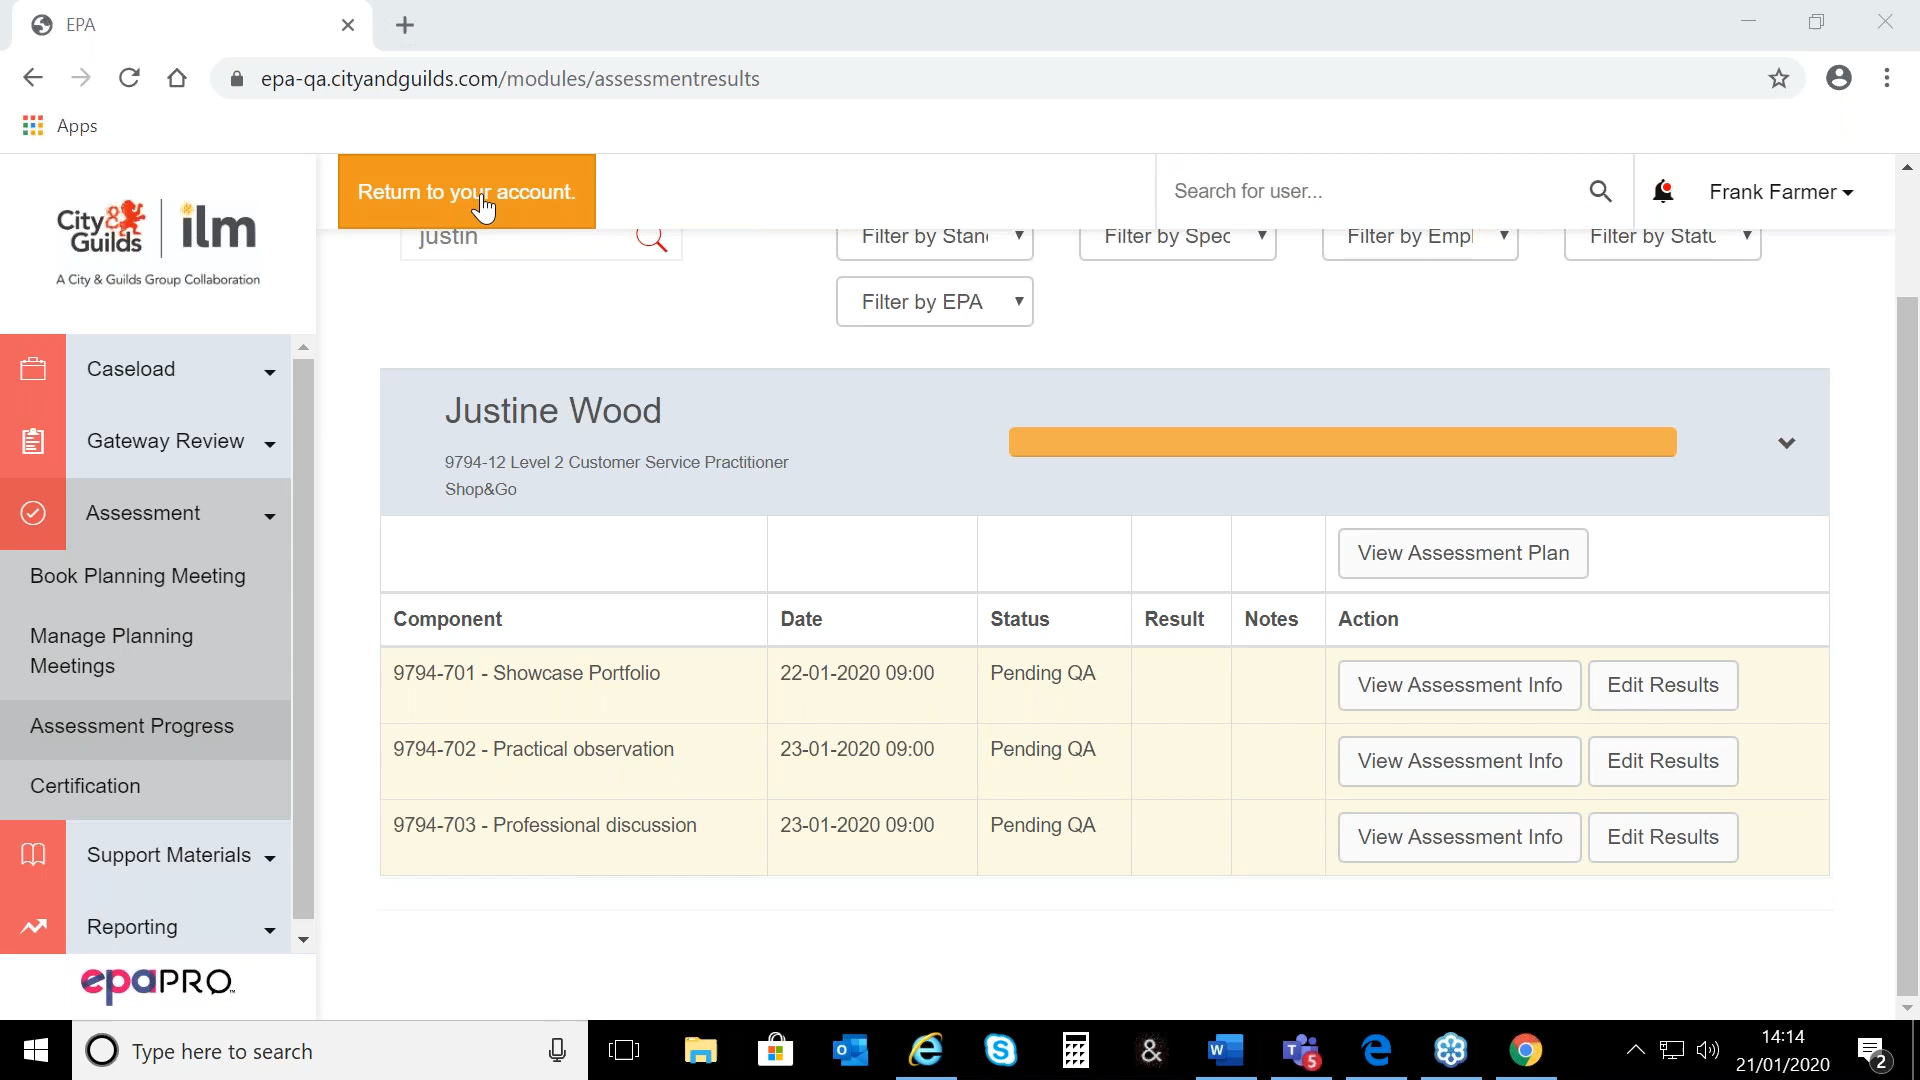 EPA
epa-qa.cityandguilds.com/modules/assessmentresults
Apps
City& Guilds
ilm
A City & Guilds Group Collaboration
Return to your account.
Search for user...
Frank Farmer
justin
Filter by Stan
Filter by Spec
Filter by Empl
Filter by Statu
Filter by EPA
Caseload
Gateway Review
Assessment
Book Planning Meeting
Manage Planning
Meetings
Assessment Progress
Certification
Support Materials
Reporting
epaPRO
Justine Wood
9794-12 Level 2 Customer Service Practitioner
Shop&Go
View Assessment Plan
Component Date Status Result Notes Action
9794-701 - Showcase Portfolio 22-01-2020 09:00 Pending QA View Assessment Info Edit Results
9794-702 - Practical observation 23-01-2020 09:00 Pending QA View Assessment Info Edit Results
9794-703 - Professional discussion 23-01-2020 09:00 Pending QA View Assessment Info Edit Results
Type here to search
5
14:14
21/01/2020
2